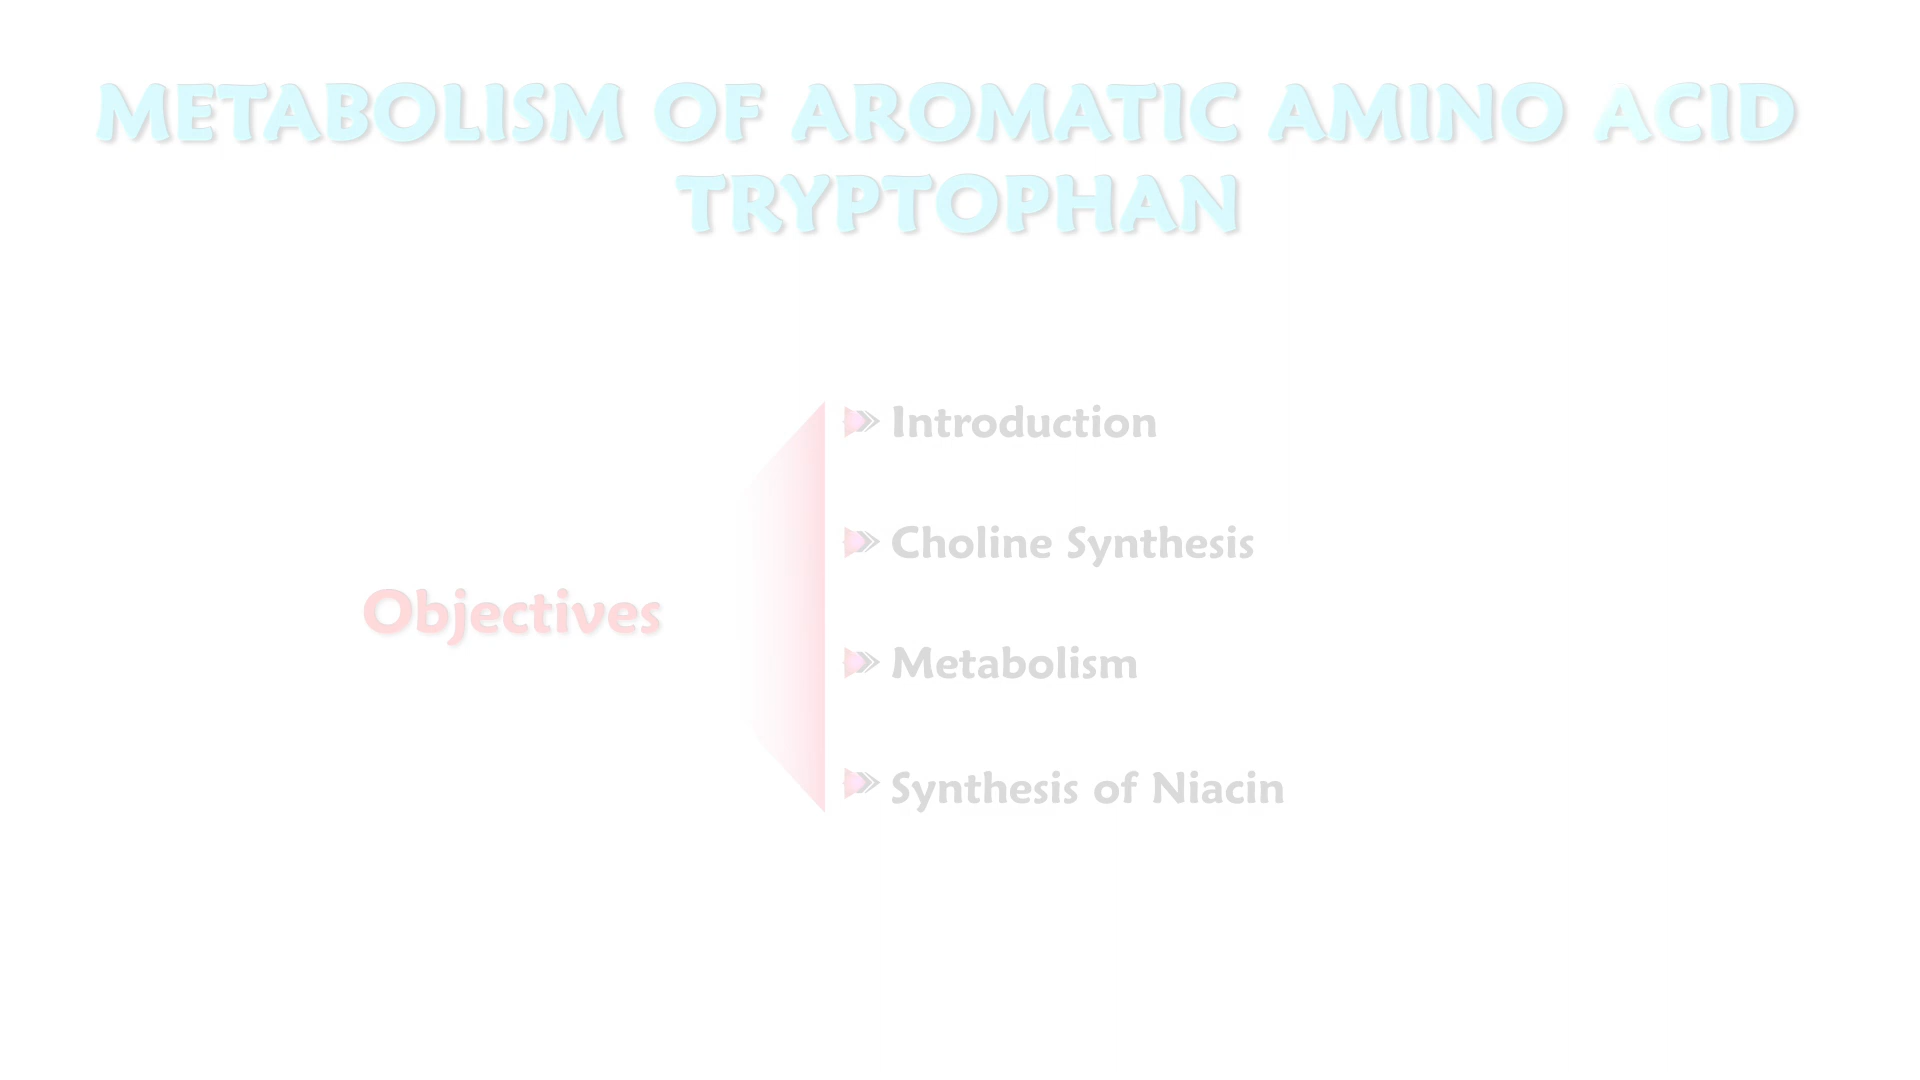 METABOLISM OF AROMATIC AMINO ACID
TRYPTOPHAN
Introduction
Choline Synthesis
Objectives
Metabolism
Synthesis of Niacin